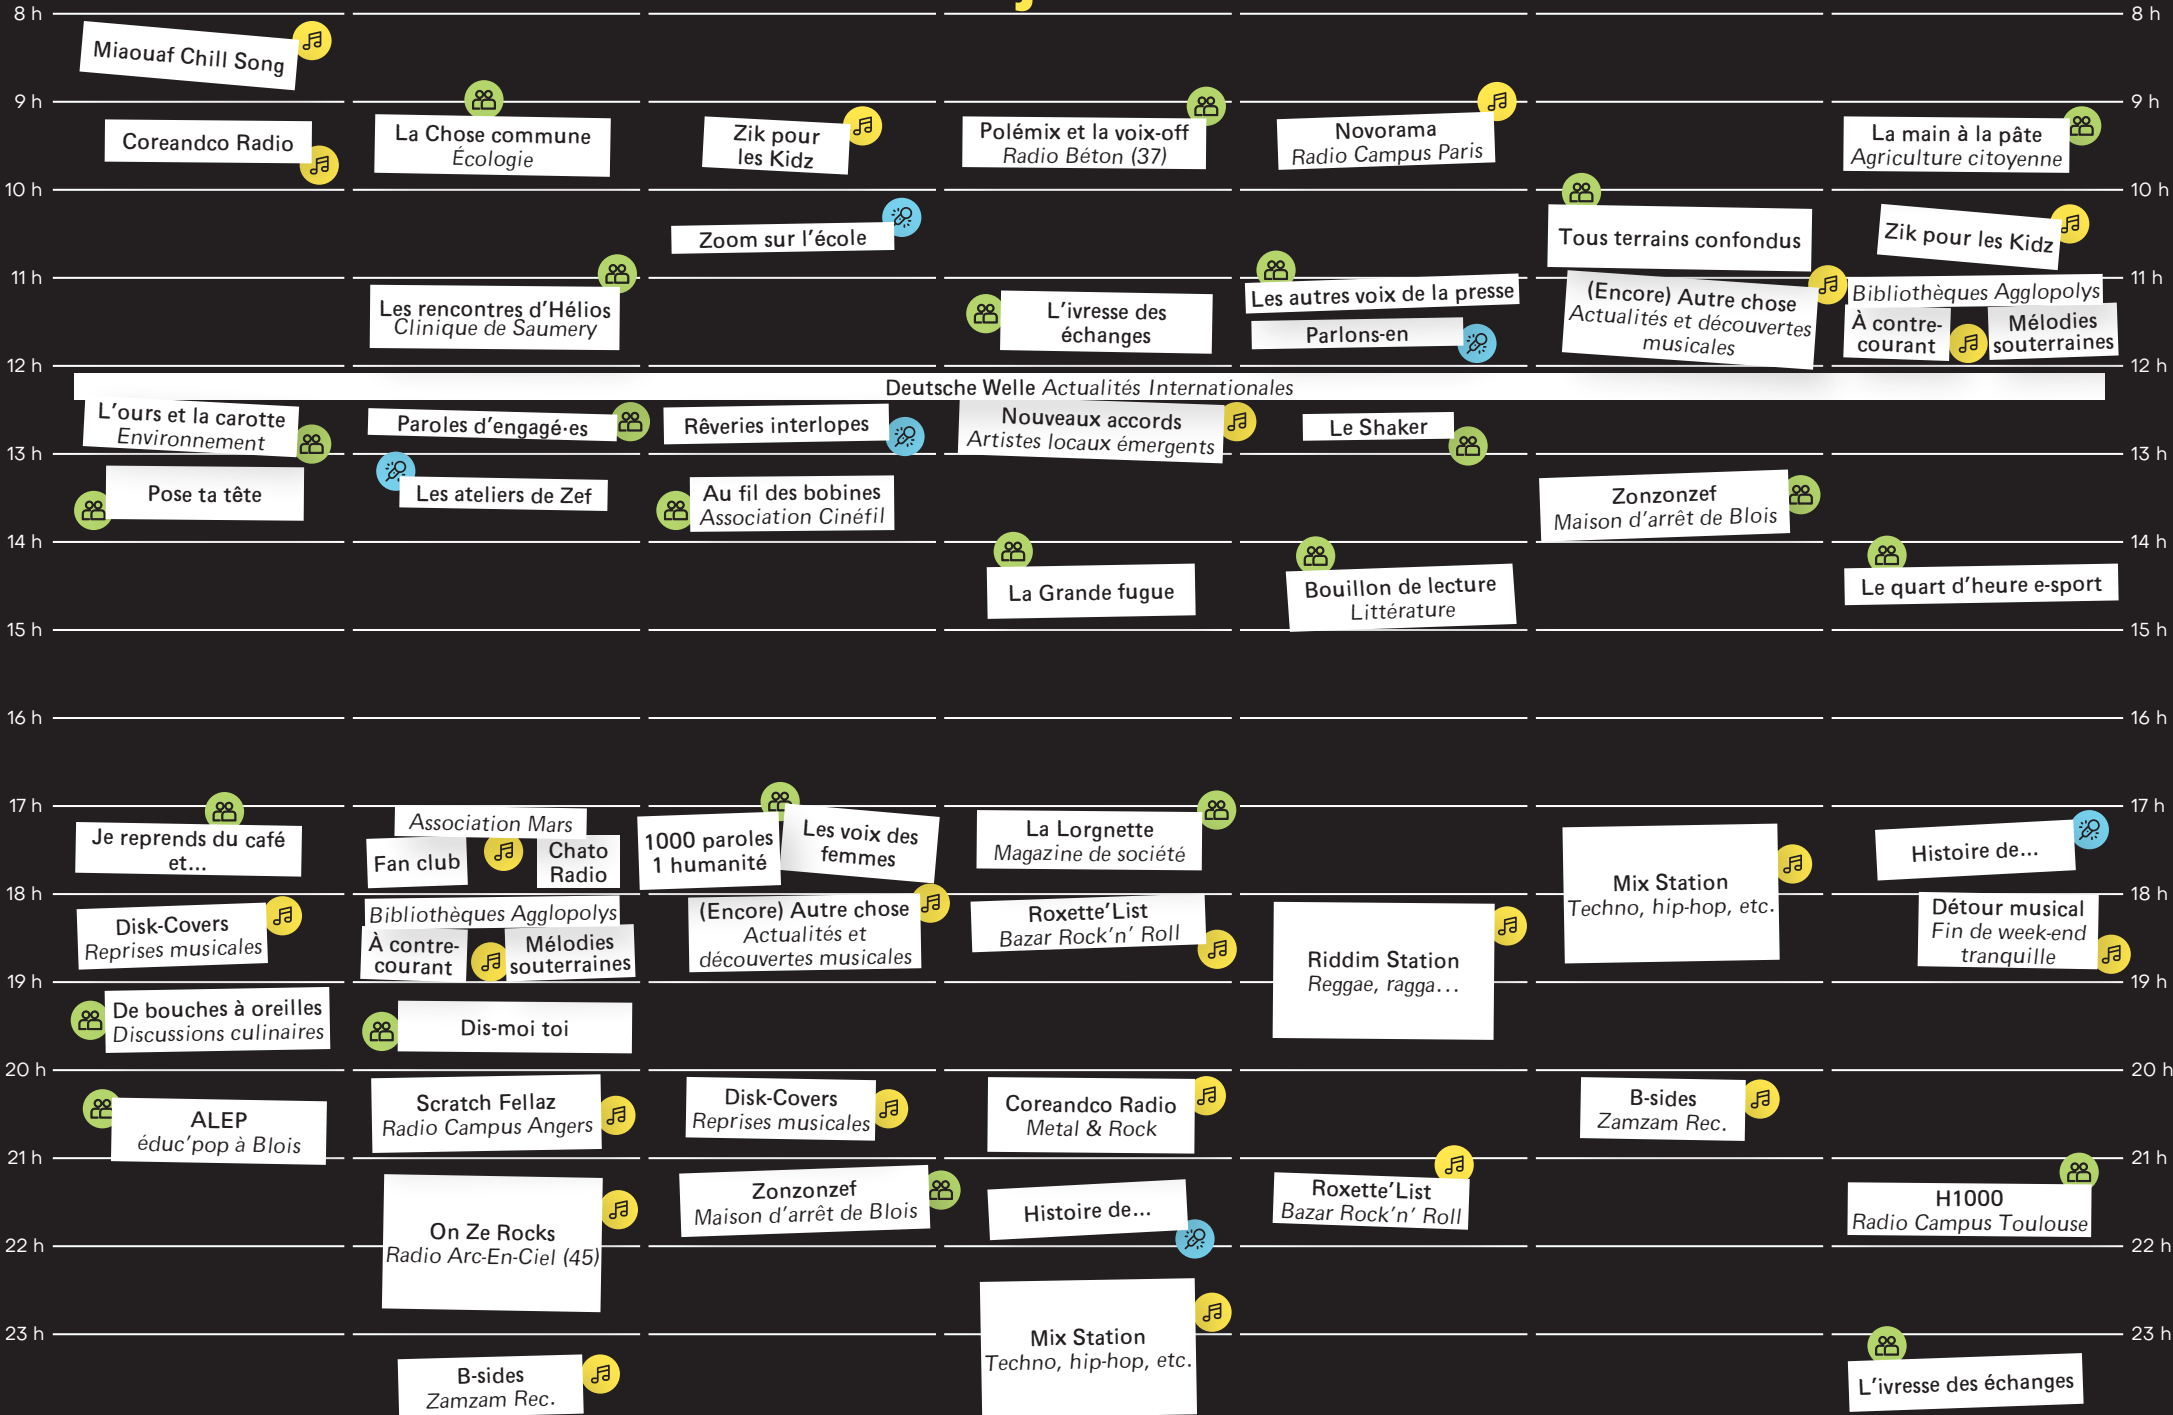 8 h
8 h
Miaouaf Chill Song
9 h
9 h
Coreandco Radio
La Chose commune
Écologie
Zik pour
les Kidz
Polémix et la voix-off
Radio Béton (37)
Novorama
Radio Campus Paris
La main à la pâte
Agriculture citoyenne
10 h
10 h
Zoom sur l'école
Tous terrains confondus
Zik pour les Kidz
11 h
11 h
Les rencontres d'Hélios
Clinique de Saumery
L'ivresse des
échanges
Les autres voix de la presse
Parlons-en
(Encore) Autre chose
Actualités et découvertes
musicales
Bibliothèques Agglopolys
À contre-
courant
Mélodies
souterraines
12 h
12 h
Deutsche Welle Actualités Internationales
L'ours et la carotte
Environnement
Paroles d'engagé·es
Rêveries interlopes
Nouveaux accords
Artistes locaux émergents
Le Shaker
13 h
13 h
Pose ta tête
Les ateliers de Zef
Au fil des bobines
Association Cinéfil
Zonzonzef
Maison d'arrêt de Blois
14 h
14 h
La Grande fugue
Bouillon de lecture
Littérature
Le quart d'heure e-sport
15 h
15 h
16 h
16 h
17 h
17 h
Je reprends du café
et...
Association Mars
Fan club
Chato
Radio
1000 paroles
1 humanité
Les voix des
femmes
La Lorgnette
Magazine de société
Mix Station
Techno, hip-hop, etc.
Histoire de...
18 h
18 h
Disk-Covers
Reprises musicales
Bibliothèques Agglopolys
À contre-
courant
Mélodies
souterraines
(Encore) Autre chose
Actualités et
découvertes musicales
Roxette'List
Bazar Rock'n' Roll
Riddim Station
Reggae, ragga...
Détour musical
Fin de week-end
tranquille
19 h
19 h
De bouches à oreilles
Discussions culinaires
Dis-moi toi
20 h
20 h
ALEP
éduc'pop à Blois
Scratch Fellaz
Radio Campus Angers
Disk-Covers
Reprises musicales
Coreandco Radio
Metal & Rock
B-sides
Zamzam Rec.
21 h
21 h
On Ze Rocks
Radio Arc-En-Ciel (45)
Zonzonzef
Maison d'arrêt de Blois
Histoire de...
Roxette'List
Bazar Rock'n' Roll
H1000
Radio Campus Toulouse
22 h
22 h
Mix Station
Techno, hip-hop, etc.
23 h
23 h
B-sides
Zamzam Rec.
L'ivresse des échanges